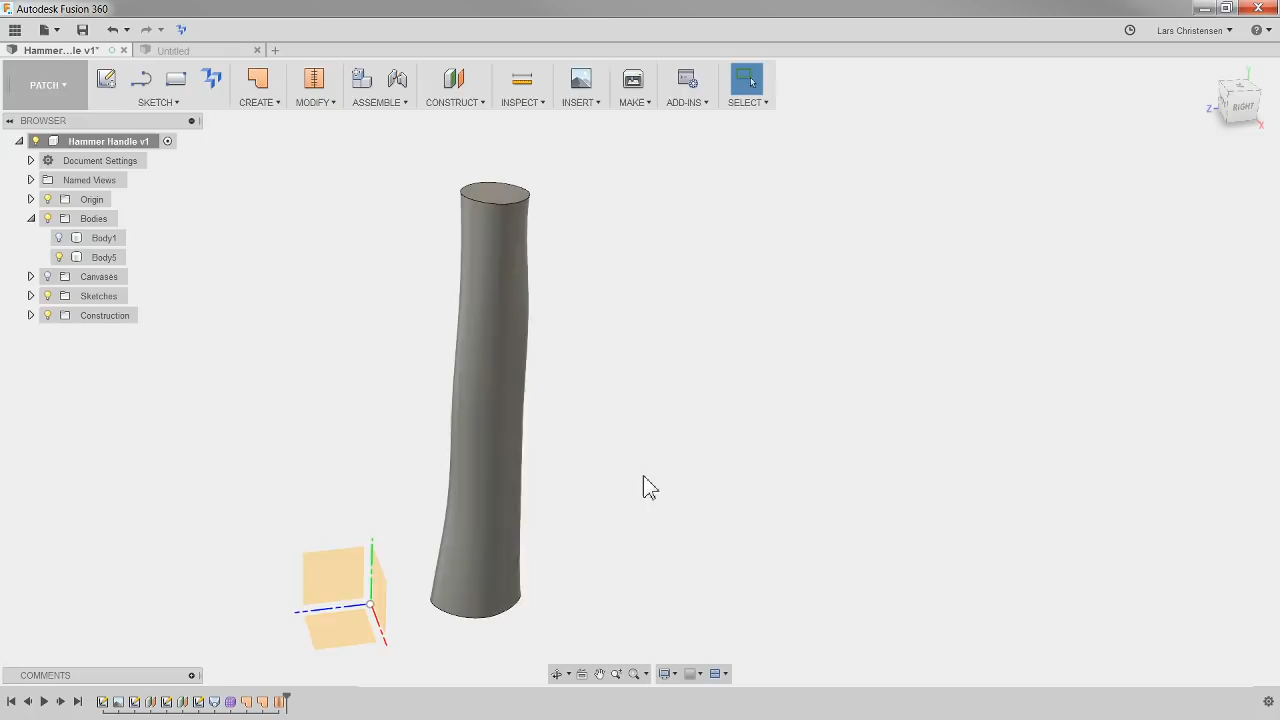 Autodesk Fusion 360
Lars Christensen
Hammer...le v1*
Untitled
PATCH
SKETCH
CREATE
MODIFY
ASSEMBLE
CONSTRUCT
INSPECT
INSERT
MAKE
ADD-INS
SELECT
BROWSER
Hammer Handle v1
Document Settings
Named Views
Origin
Bodies
Body1
Body5
Canvases
Sketches
Construction
Y
Z
RIGHT
X
COMMENTS